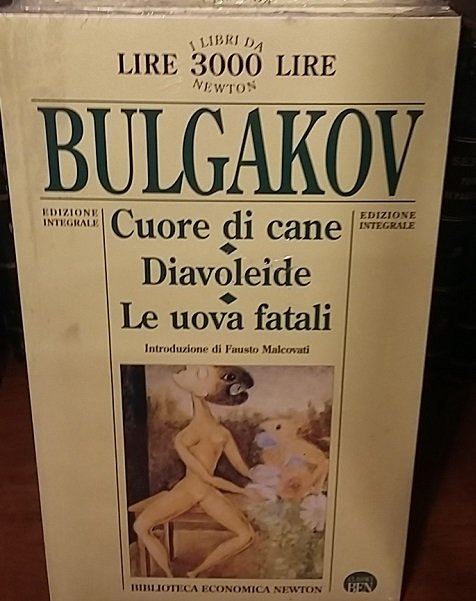 I LIBRI DA
LIRE 3000 LIRE
NEWTON
BULGAKOV
EDIZIONE
INTEGRALE
Cuore di cane
Diavoleide
Le uova fatali
EDIZIONE
INTEGRALE
Introduzione di Fausto Malcovati
BIBLIOTECA ECONOMICA NEWTON
CLASSICI
BEN